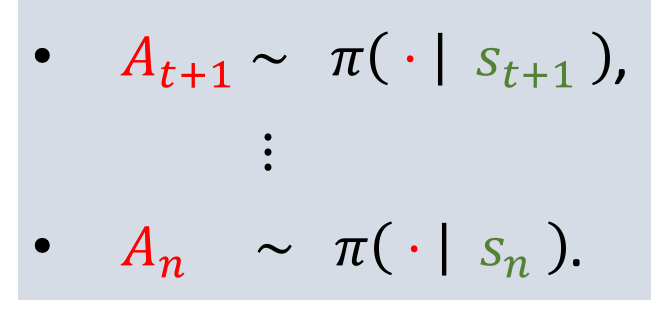 • A_{t+1} ~ π( · | s_{t+1} ),
⋮
• A_n ~ π( · | s_n ).